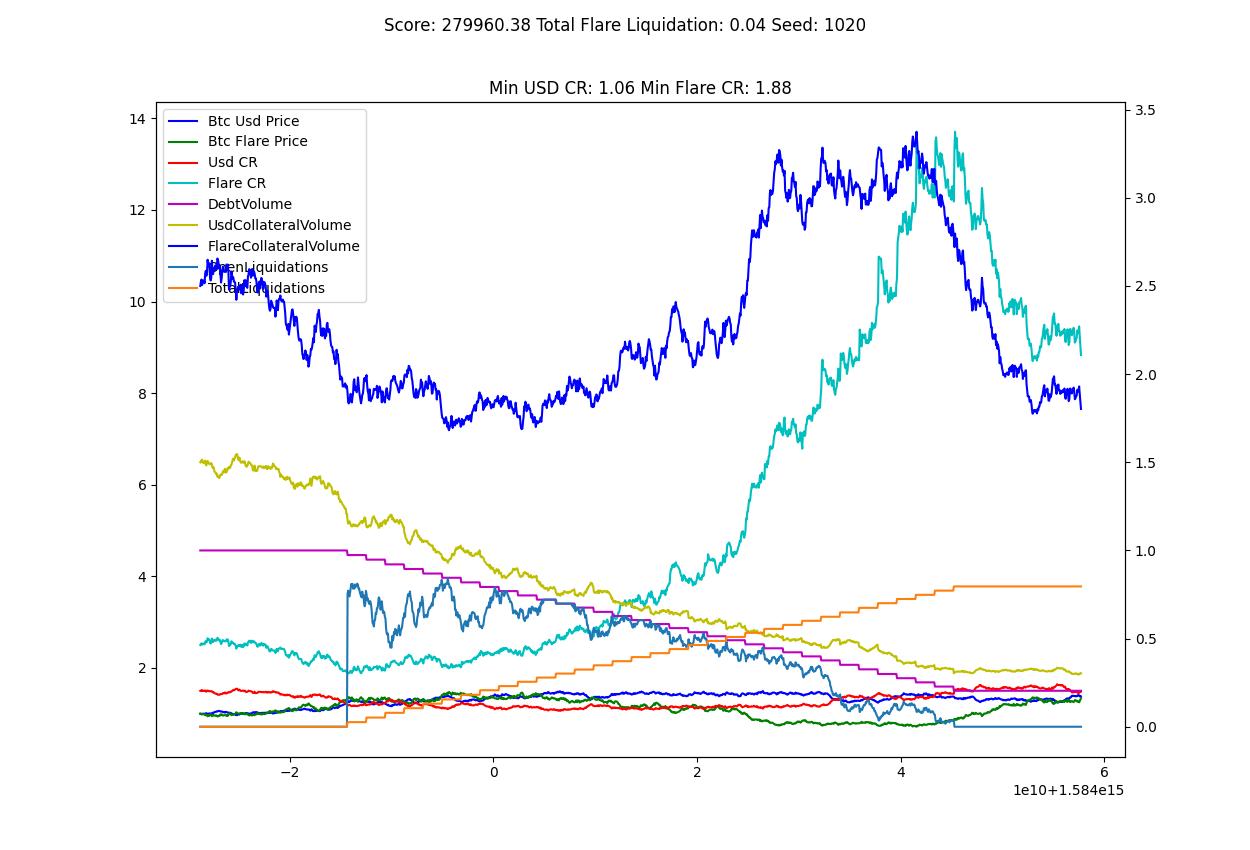 Score: 279960.38 Total Flare Liquidation: 0.04 Seed: 1020
Min USD CR: 1.06 Min Flare CR: 1.88
Btc Usd Price
Btc Flare Price
Usd CR
Flare CR
DebtVolume
UsdCollateralVolume
FlareCollateralVolume
OpenLiquidations
TotalLiquidations
14
12
10
8
6
4
2
3.5
3.0
2.5
2.0
1.5
1.0
0.5
0.0
−2
0
2
4
6
1e10+1.584e15